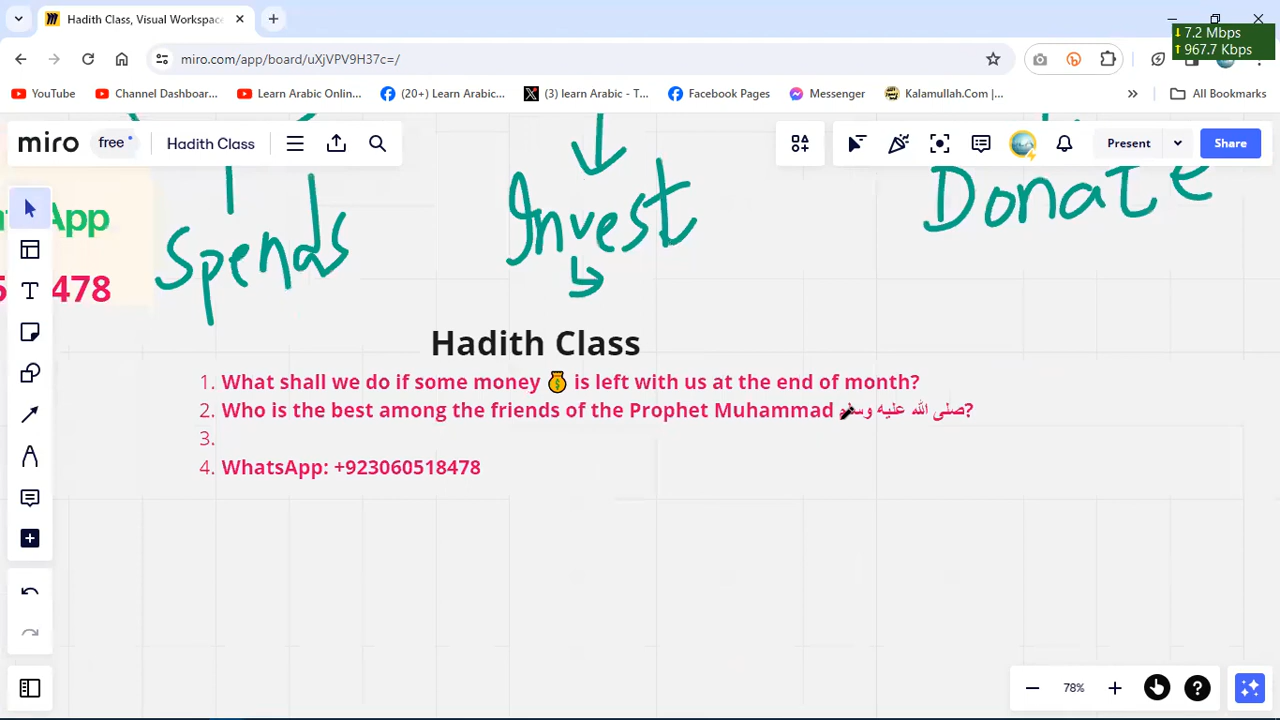 Hadith Class, Visual Workspace
7.2 Mbps
967.7 Kbps
miro.com/app/board/uXjVPV9H37c=/
YouTube
Channel Dashboar...
Learn Arabic Onlin...
(20+) Learn Arabic...
(3) learn Arabic - T...
Facebook Pages
Messenger
Kalamullah.Com |...
All Bookmarks
miro
free
Hadith Class
Present
Share
App
478
Spends
Invest
Donate
Hadith Class
1. What shall we do if some money 💰 is left with us at the end of month?
2. Who is the best among the friends of the Prophet Muhammad صلى الله عليه وسلم?
3.
4. WhatsApp: +923060518478
78%